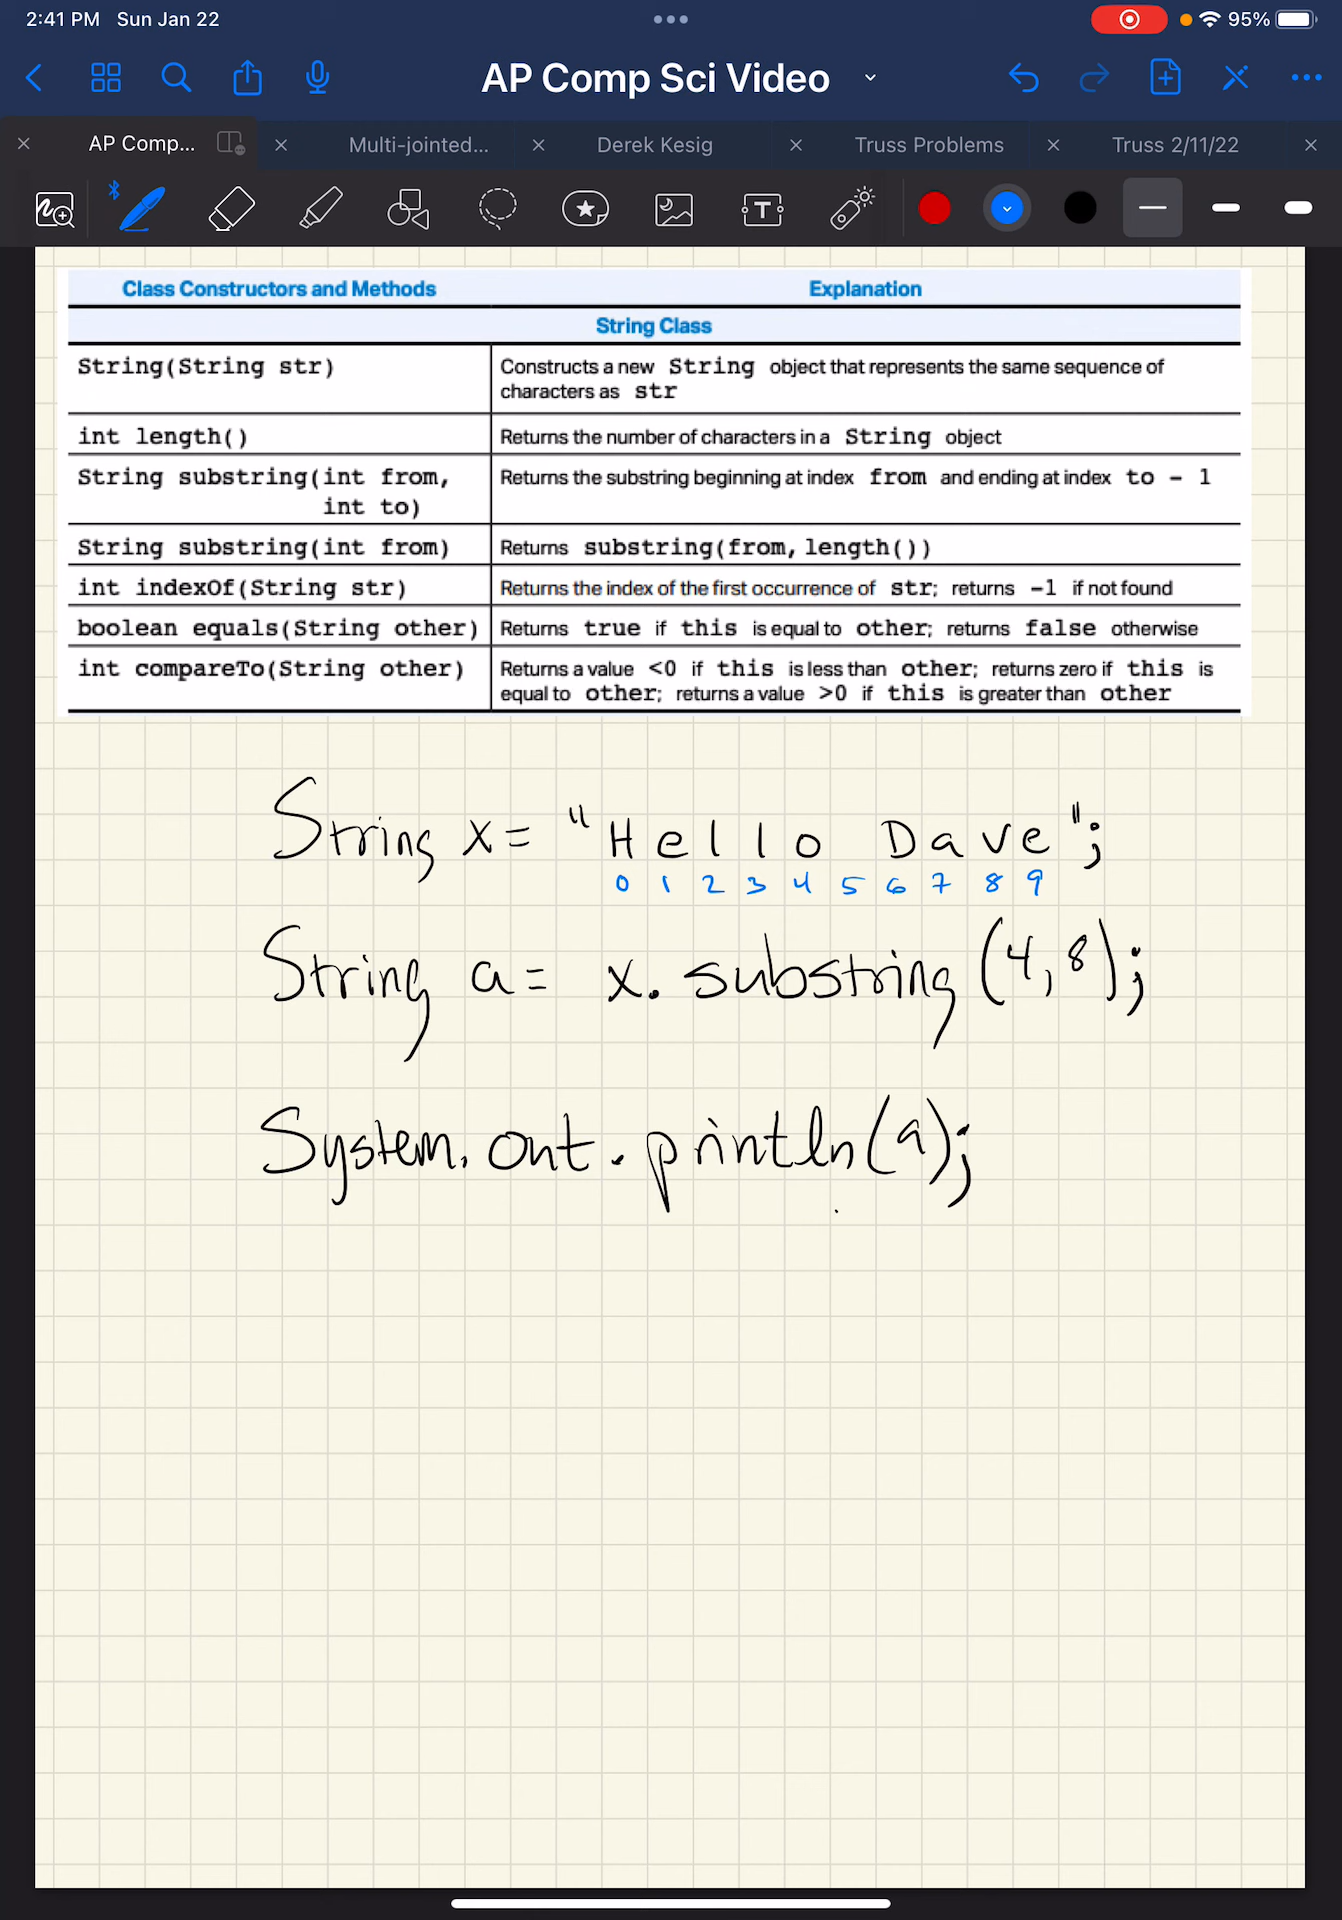 2:41 PM Sun Jan 22 95%
AP Comp Sci Video
AP Comp... Multi-jointed... Derek Kesig Truss Problems Truss 2/11/22
Class Constructors and Methods Explanation
String Class
String(String str) Constructs a new String object that represents the same sequence of
characters as str
int length() Returns the number of characters in a String object
String substring(int from, Returns the substring beginning at index from and ending at index to - 1
int to)
String substring(int from) Returns substring(from, length())
int indexOf(String str) Returns the index of the first occurrence of str; returns -1 if not found
boolean equals(String other) Returns true if this is equal to other; returns false otherwise
int compareTo(String other) Returns a value <0 if this is less than other; returns zero if this is
equal to other; returns a value >0 if this is greater than other
String x = "Hello Dave";
0 1 2 3 4 5 6 7 8 9
String a = x.substring(4,8);
System.out.println(a);